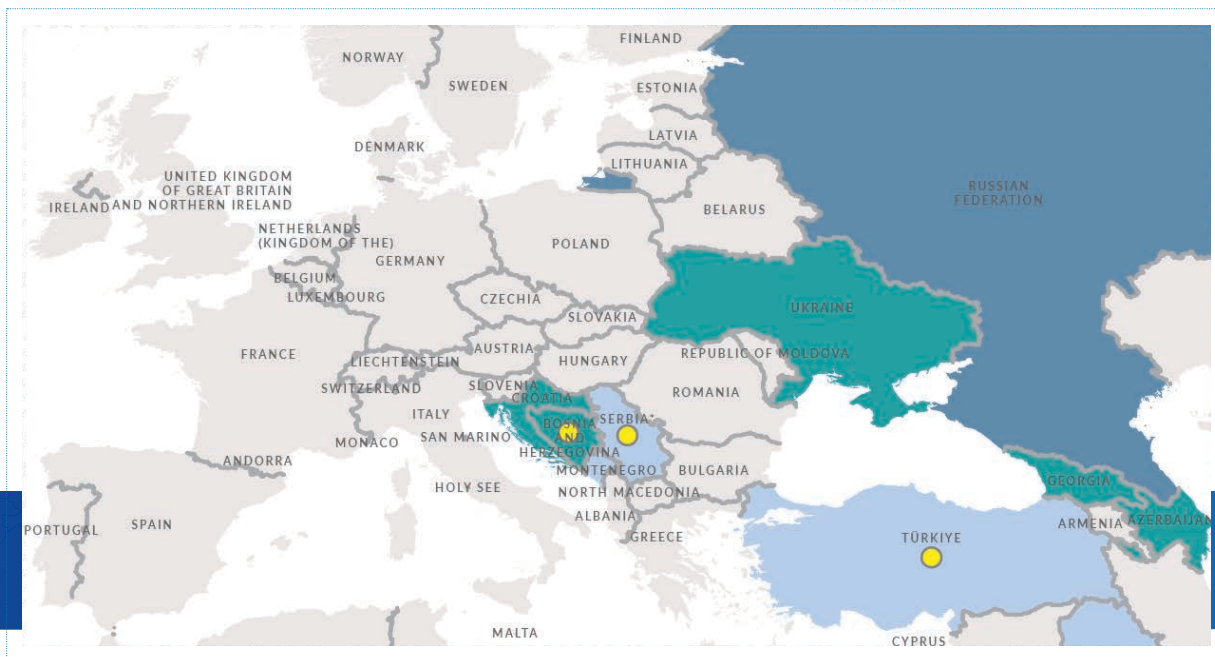 FINLAND
NORWAY
SWEDEN
ESTONIA
LATVIA
DENMARK
LITHUANIA
UNITED KINGDOM
OF GREAT BRITAIN
AND NORTHERN IRELAND
IRELAND
RUSSIAN
FEDERATION
BELARUS
NETHERLANDS
(KINGDOM OF THE)
POLAND
GERMANY
BELGIUM
LUXEMBOURG
CZECHIA
UKRAINE
SLOVAKIA
FRANCE
LIECHTENSTEIN
AUSTRIA
HUNGARY
REPUBLIC OF MOLDOVA
SWITZERLAND
SLOVENIA
CROATIA
ROMANIA
ITALY
BOSNIA
AND
HERZEGOVINA
SERBIA*
MONACO
SAN MARINO
ANDORRA
MONTENEGRO
BULGARIA
HOLY SEE
NORTH MACEDONIA
GEORGIA
PORTUGAL
SPAIN
ALBANIA
ARMENIA
AZERBAIJAN
GREECE
TÜRKIYE
MALTA
CYPRUS